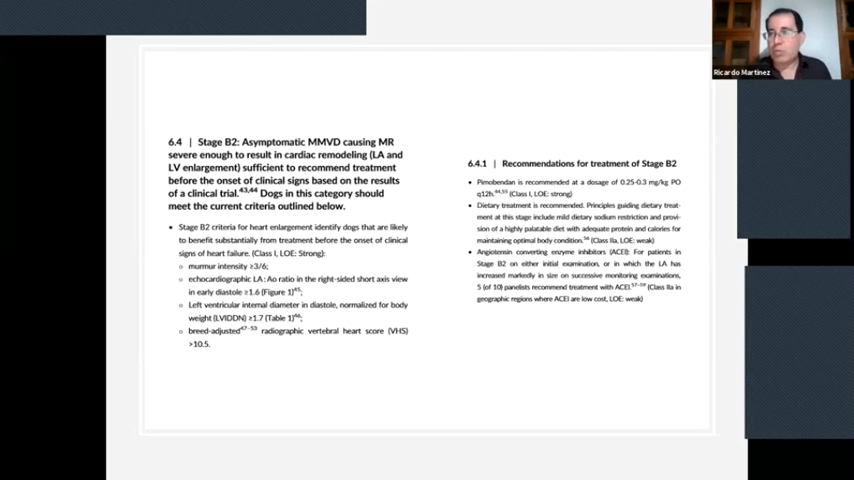 Ricardo Martinez
6.4 | Stage B2: Asymptomatic MMVD causing MR
severe enough to result in cardiac remodeling (LA and
LV enlargement) sufficient to recommend treatment
before the onset of clinical signs based on the results
of a clinical trial.43,44 Dogs in this category should
meet the current criteria outlined below.
• Stage B2 criteria for heart enlargement identify dogs that are likely
to benefit substantially from treatment before the onset of clinical
signs of heart failure. (Class I, LOE: Strong):
○ murmur intensity ≥3/6;
○ echocardiographic LA:Ao ratio in the right-sided short axis view
in early diastole ≥1.6 (Figure 1)45;
○ Left ventricular internal diameter in diastole, normalized for body
weight (LVIDDN) ≥1.7 (Table 1)46;
○ breed-adjusted47-53 radiographic vertebral heart score (VHS)
>10.5.
6.4.1 | Recommendations for treatment of Stage B2
• Pimobendan is recommended at a dosage of 0.25-0.3 mg/kg PO
q12h.44,55 (Class I, LOE: strong)
• Dietary treatment is recommended. Principles guiding dietary treat-
ment at this stage include mild dietary sodium restriction and provi-
sion of a highly palatable diet with adequate protein and calories for
maintaining optimal body condition.56 (Class IIa, LOE: weak)
• Angiotensin converting enzyme inhibitors (ACEI): For patients in
Stage B2 on either initial examination, or in which the LA has
increased markedly in size on successive monitoring examinations,
5 (of 10) panelists recommend treatment with ACEI.57-59 (Class IIa in
geographic regions where ACEI are low cost, LOE: weak)